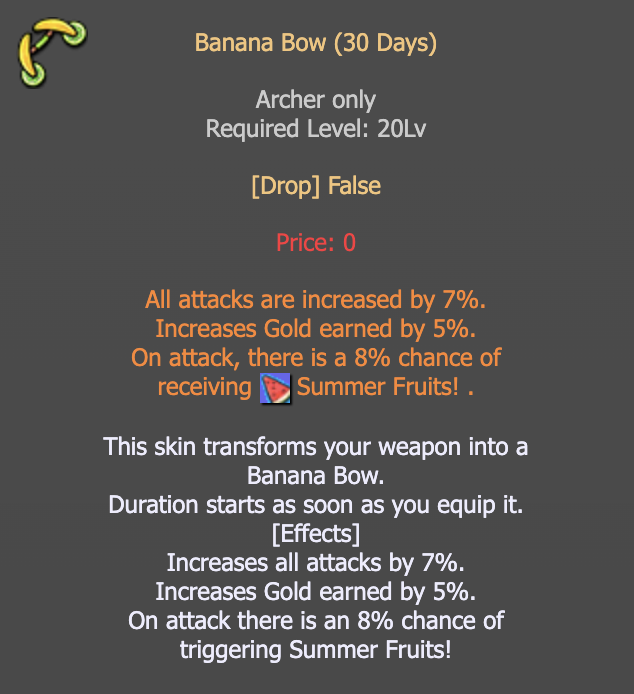 Banana Bow (30 Days)
Archer only
Required Level: 20Lv
[Drop] False
Price: 0
All attacks are increased by 7%.
Increases Gold earned by 5%.
On attack, there is a 8% chance of
receiving Summer Fruits! .
This skin transforms your weapon into a
Banana Bow.
Duration starts as soon as you equip it.
[Effects]
Increases all attacks by 7%.
Increases Gold earned by 5%.
On attack there is an 8% chance of
triggering Summer Fruits!